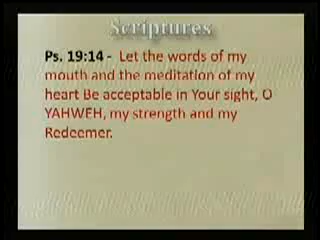 Scriptures
Ps. 19:14 - Let the words of my
mouth and the meditation of my
heart Be acceptable in Your sight, O
YAHWEH, my strength and my
Redeemer.